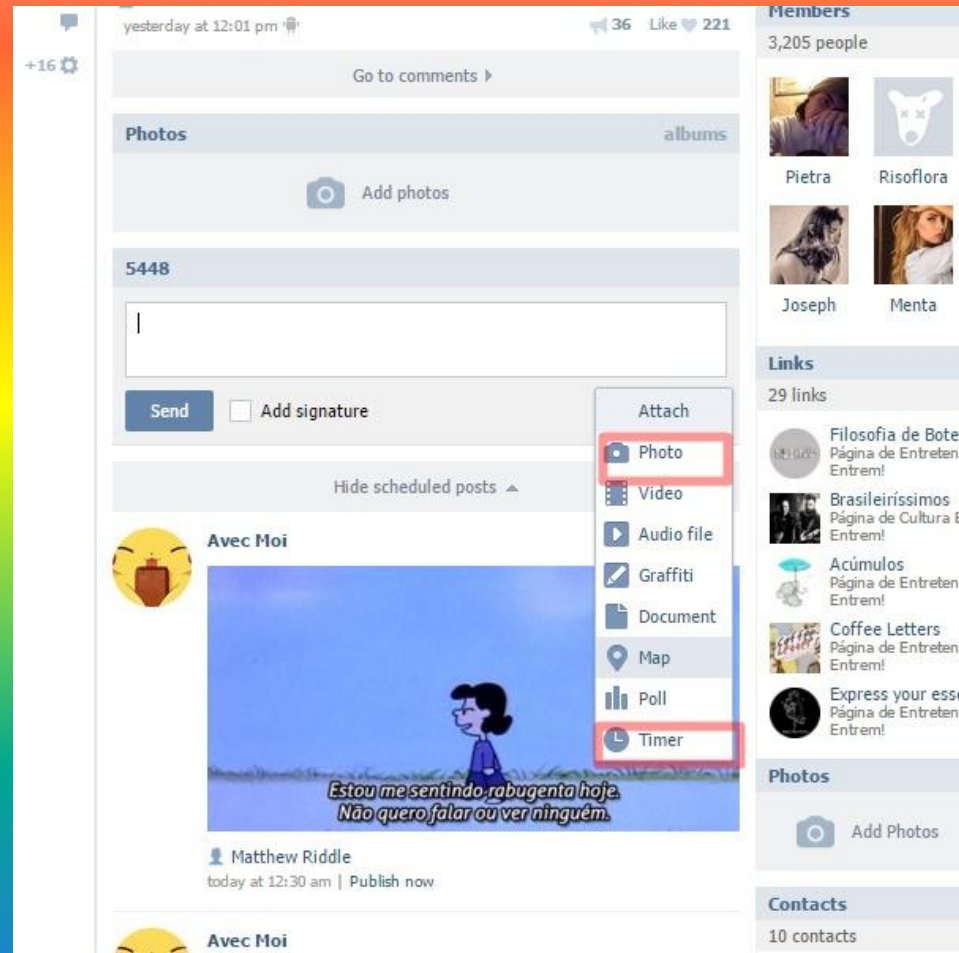 yesterday at 12:01 pm
36 Like 221
+16
Go to comments
Photos albums
Add photos
5448
Send Add signature
Attach
Photo
Video
Audio file
Graffiti
Document
Map
Poll
Timer
Hide scheduled posts
Avec Moi
Estou me sentindo rabugenta hoje.
Não quero falar ou ver ninguém.
Matthew Riddle
today at 12:30 am | Publish now
Avec Moi
Members
3,205 people
Pietra Risoflora
Joseph Menta
Links
29 links
Filosofia de Bote
Página de Entreten
Entrem!
Brasileiríssimos
Página de Cultura
Entrem!
Acúmulos
Página de Entreten
Entrem!
Coffee Letters
Página de Entreten
Entrem!
Express your esse
Página de Entreten
Entrem!
Photos
Add Photos
Contacts
10 contacts